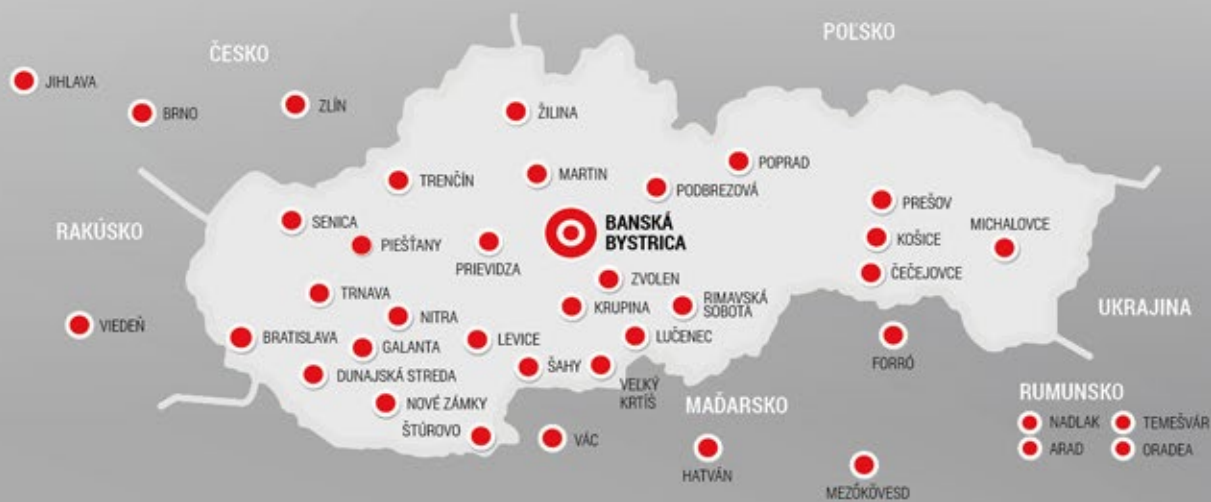 ČESKO
POĽSKO
JIHLAVA
BRNO
ZLÍN
ŽILINA
POPRAD
TRENČÍN
MARTIN
PODBREZOVÁ
PREŠOV
SENICA
BANSKÁ
BYSTRICA
MICHALOVCE
RAKÚSKO
PIEŠŤANY
PRIEVIDZA
KOŠICE
ČEČEJOVCE
ZVOLEN
TRNAVA
KRUPINA
RIMAVSKÁ
SOBOTA
UKRAJINA
VIEDEŇ
NITRA
BRATISLAVA
GALANTA
LEVICE
LUČENEC
FORRÓ
DUNAJSKÁ STREDA
ŠAHY
VEĽKÝ
KRTÍŠ
RUMUNSKO
NOVÉ ZÁMKY
MAĎARSKO
NADLAK
TEMEŠVÁR
ŠTÚROVO
VÁC
ARAD
ORADEA
HATVÁN
MEZŐKÖVESD